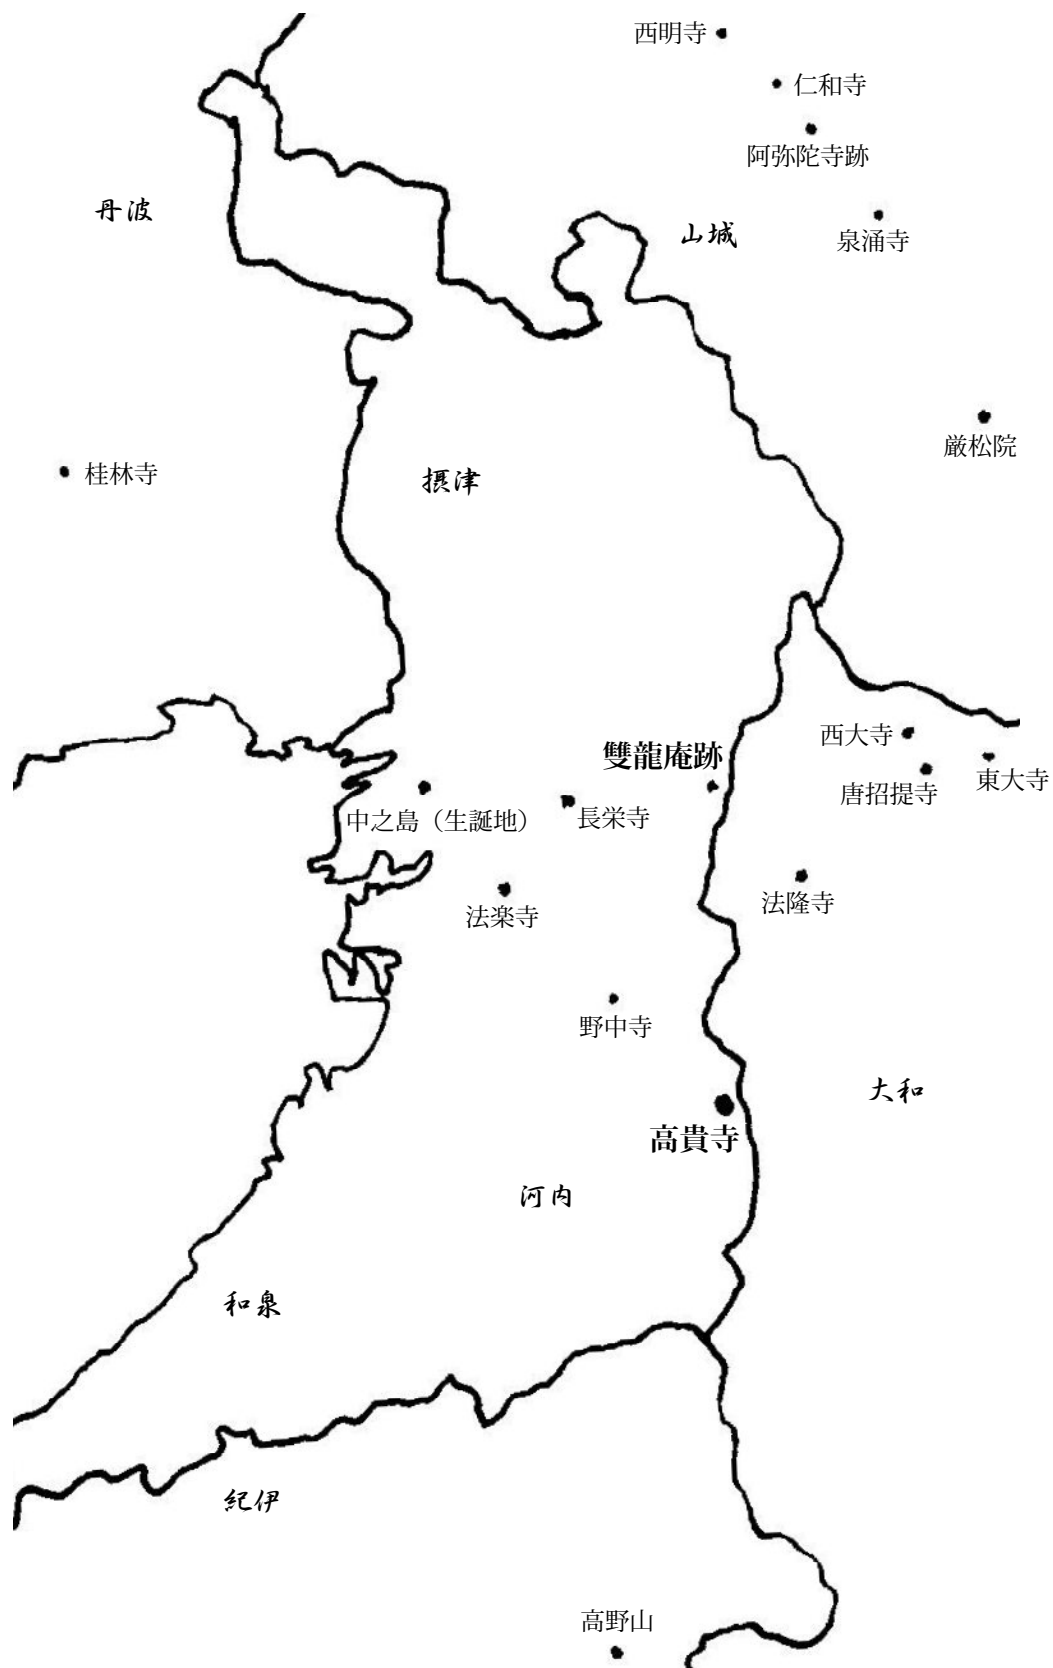 西明寺
仁和寺
阿弥陀寺跡
丹波
山城
泉涌寺
厳松院
桂林寺
摂津
西大寺
雙龍庵跡
東大寺
唐招提寺
中之島（生誕地）
長栄寺
法隆寺
法楽寺
野中寺
大和
高貴寺
河内
和泉
紀伊
高野山